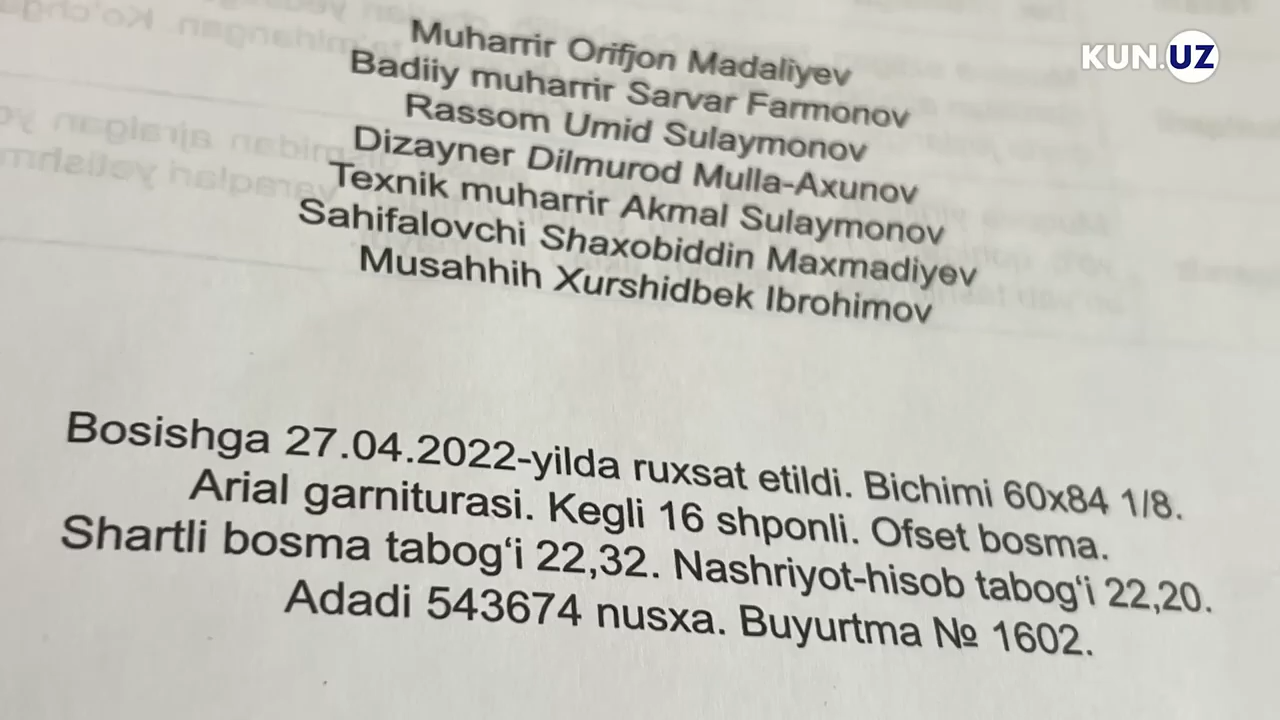 KUN.UZ
Muharrir Orifjon Madaliyev
Badiiy muharrir Sarvar Farmonov
Rassom Umid Sulaymonov
Dizayner Dilmurod Mulla-Axunov
Texnik muharrir Akmal Sulaymonov
Sahifalovchi Shaxobiddin Maxmadiyev
Musahhih Xurshidbek Ibrohimov
Bosishga 27.04.2022-yilda ruxsat etildi. Bichimi 60x84 1/8.
Arial garniturasi. Kegli 16 shponli. Ofset bosma.
Shartli bosma tabog‘i 22,32. Nashriyot-hisob tabog‘i 22,20.
Adadi 543674 nusxa. Buyurtma № 1602.